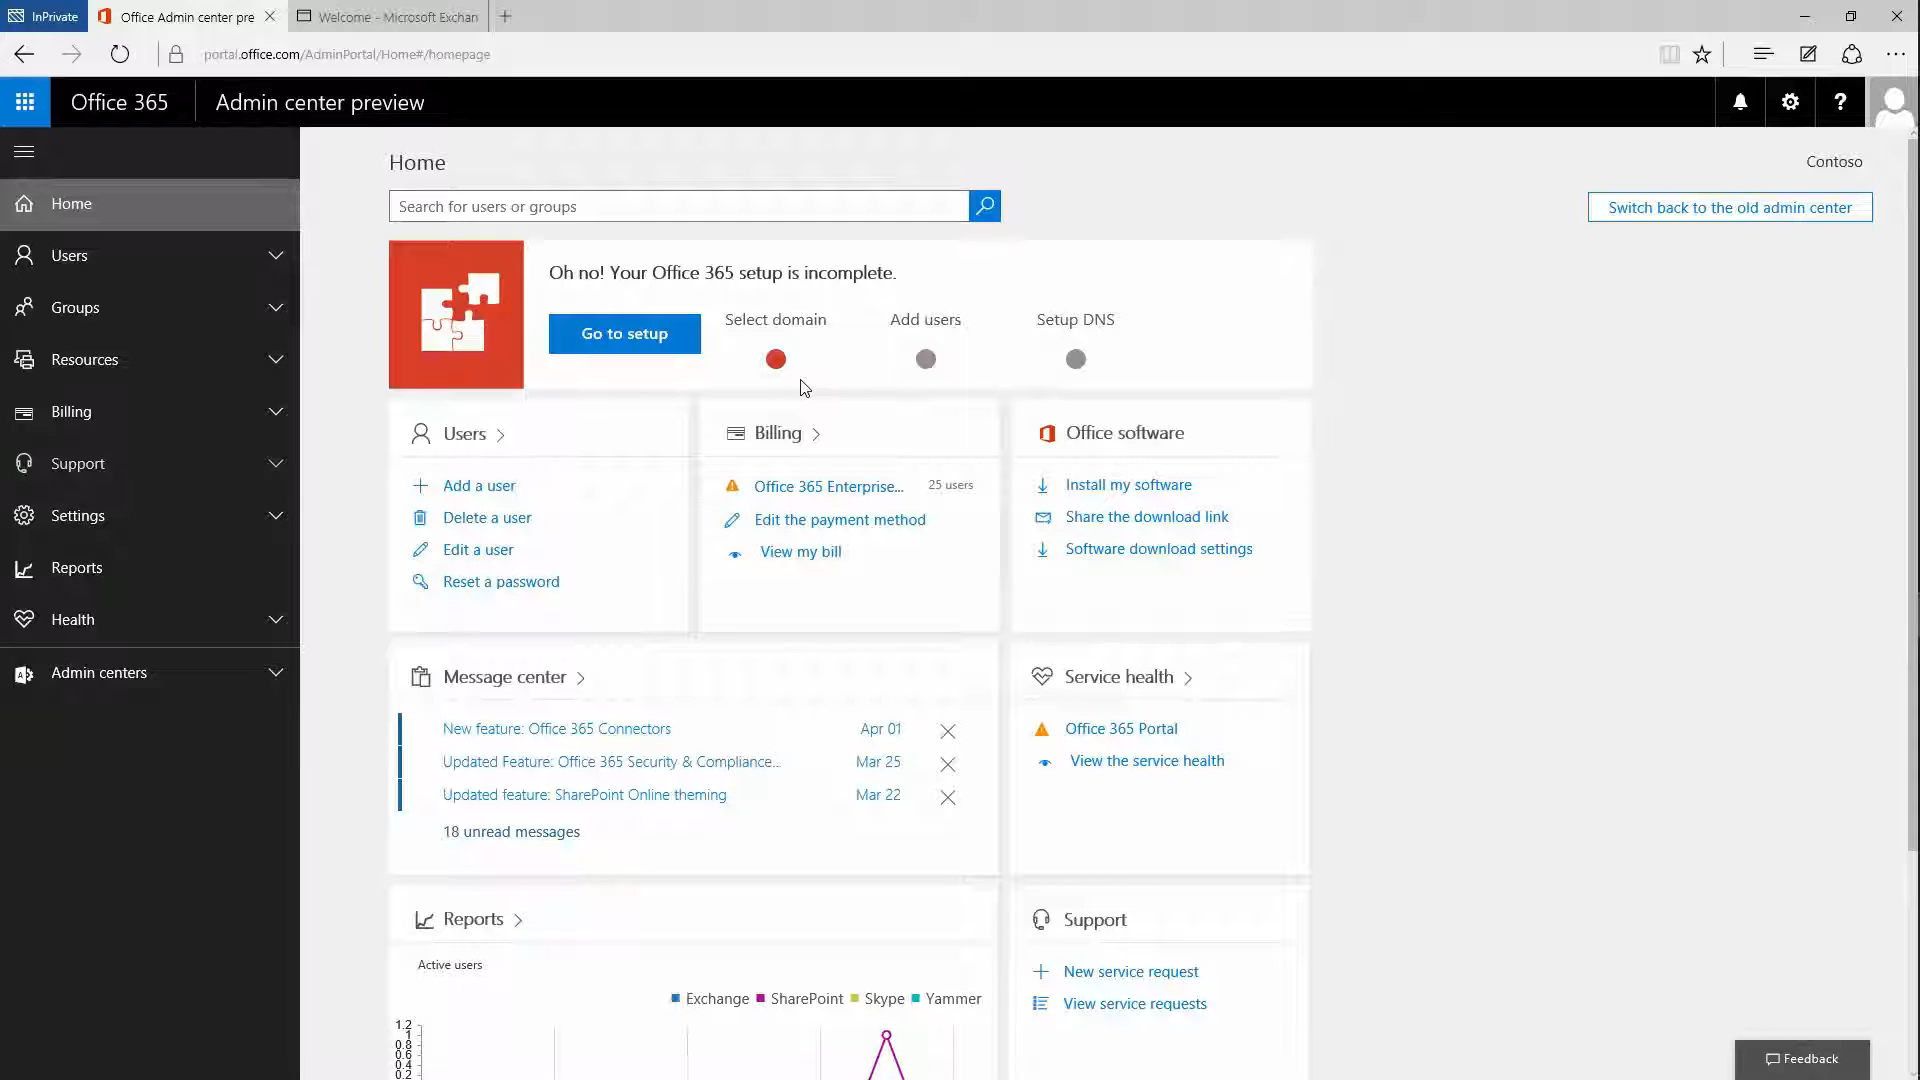 InPrivate
Office Admin center pre
Welcome - Microsoft Exchan
portal.office.com/AdminPortal/Home#/homepage
Office 365
Admin center preview
Home
Users
Groups
Resources
Billing
Support
Settings
Reports
Health
Admin centers
Home
Contoso
Search for users or groups
Switch back to the old admin center
Oh no! Your Office 365 setup is incomplete.
Go to setup
Select domain
Add users
Setup DNS
Users
Add a user
Delete a user
Edit a user
Reset a password
Billing
Office 365 Enterprise... 25 users
Edit the payment method
View my bill
Office software
Install my software
Share the download link
Software download settings
Message center
New feature: Office 365 Connectors Apr 01
Updated Feature: Office 365 Security & Compliance... Mar 25
Updated feature: SharePoint Online theming Mar 22
18 unread messages
Service health
Office 365 Portal
View the service health
Reports
Active users
Exchange SharePoint Skype Yammer
1.2
1
0.8
0.6
0.4
0.2
Support
New service request
View service requests
Feedback